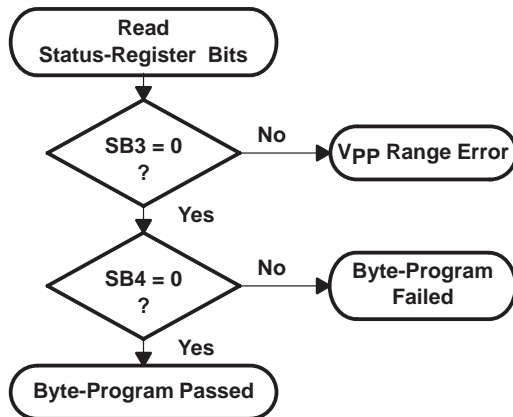 Read
Status-Register Bits
SB3 = 0
?
No
VPP Range Error
Yes
SB4 = 0
?
No
Byte-Program
Failed
Yes
Byte-Program Passed